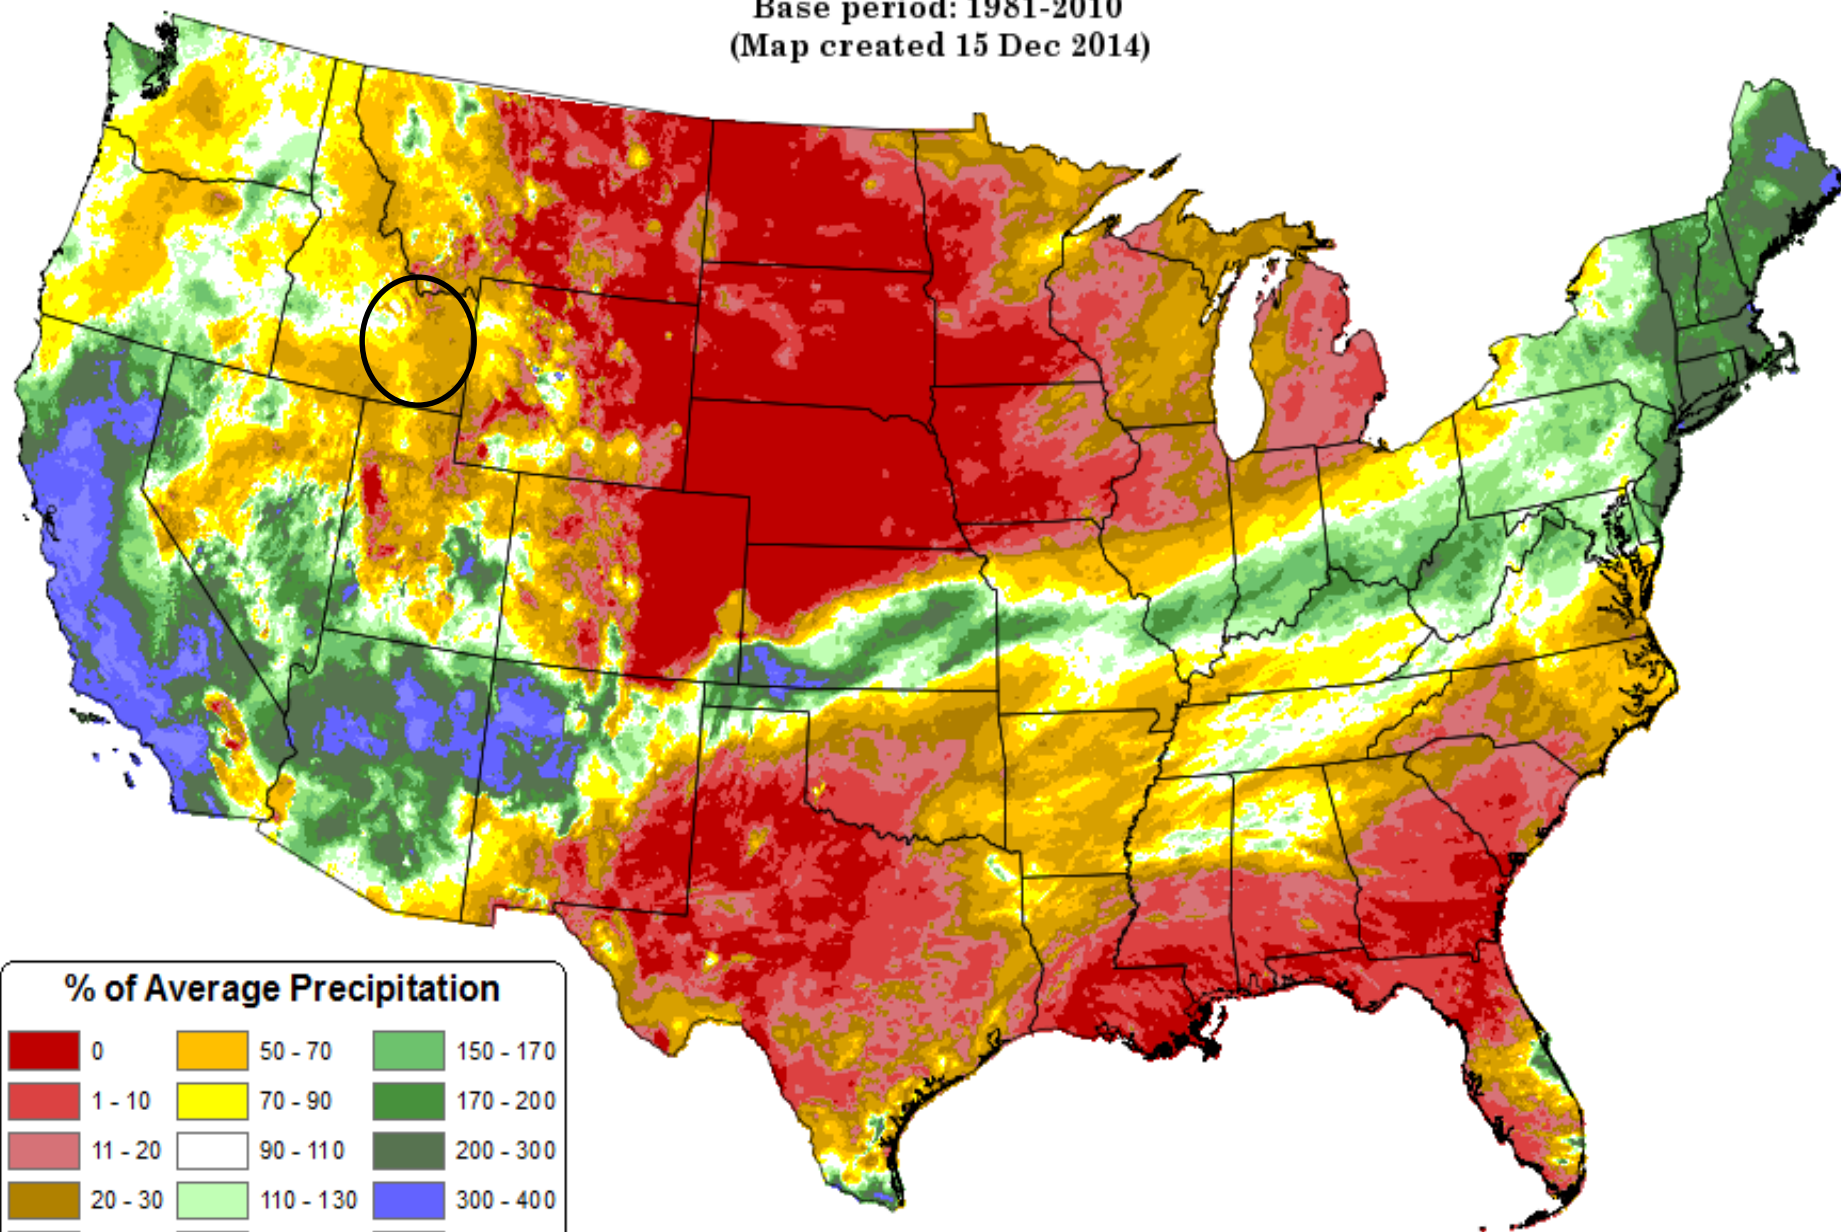 Base period: 1981-2010
(Map created 15 Dec 2014)
% of Average Precipitation
0
50 - 70
150 - 170
1 - 10
70 - 90
170 - 200
11 - 20
90 - 110
200 - 300
20 - 30
110 - 130
300 - 400